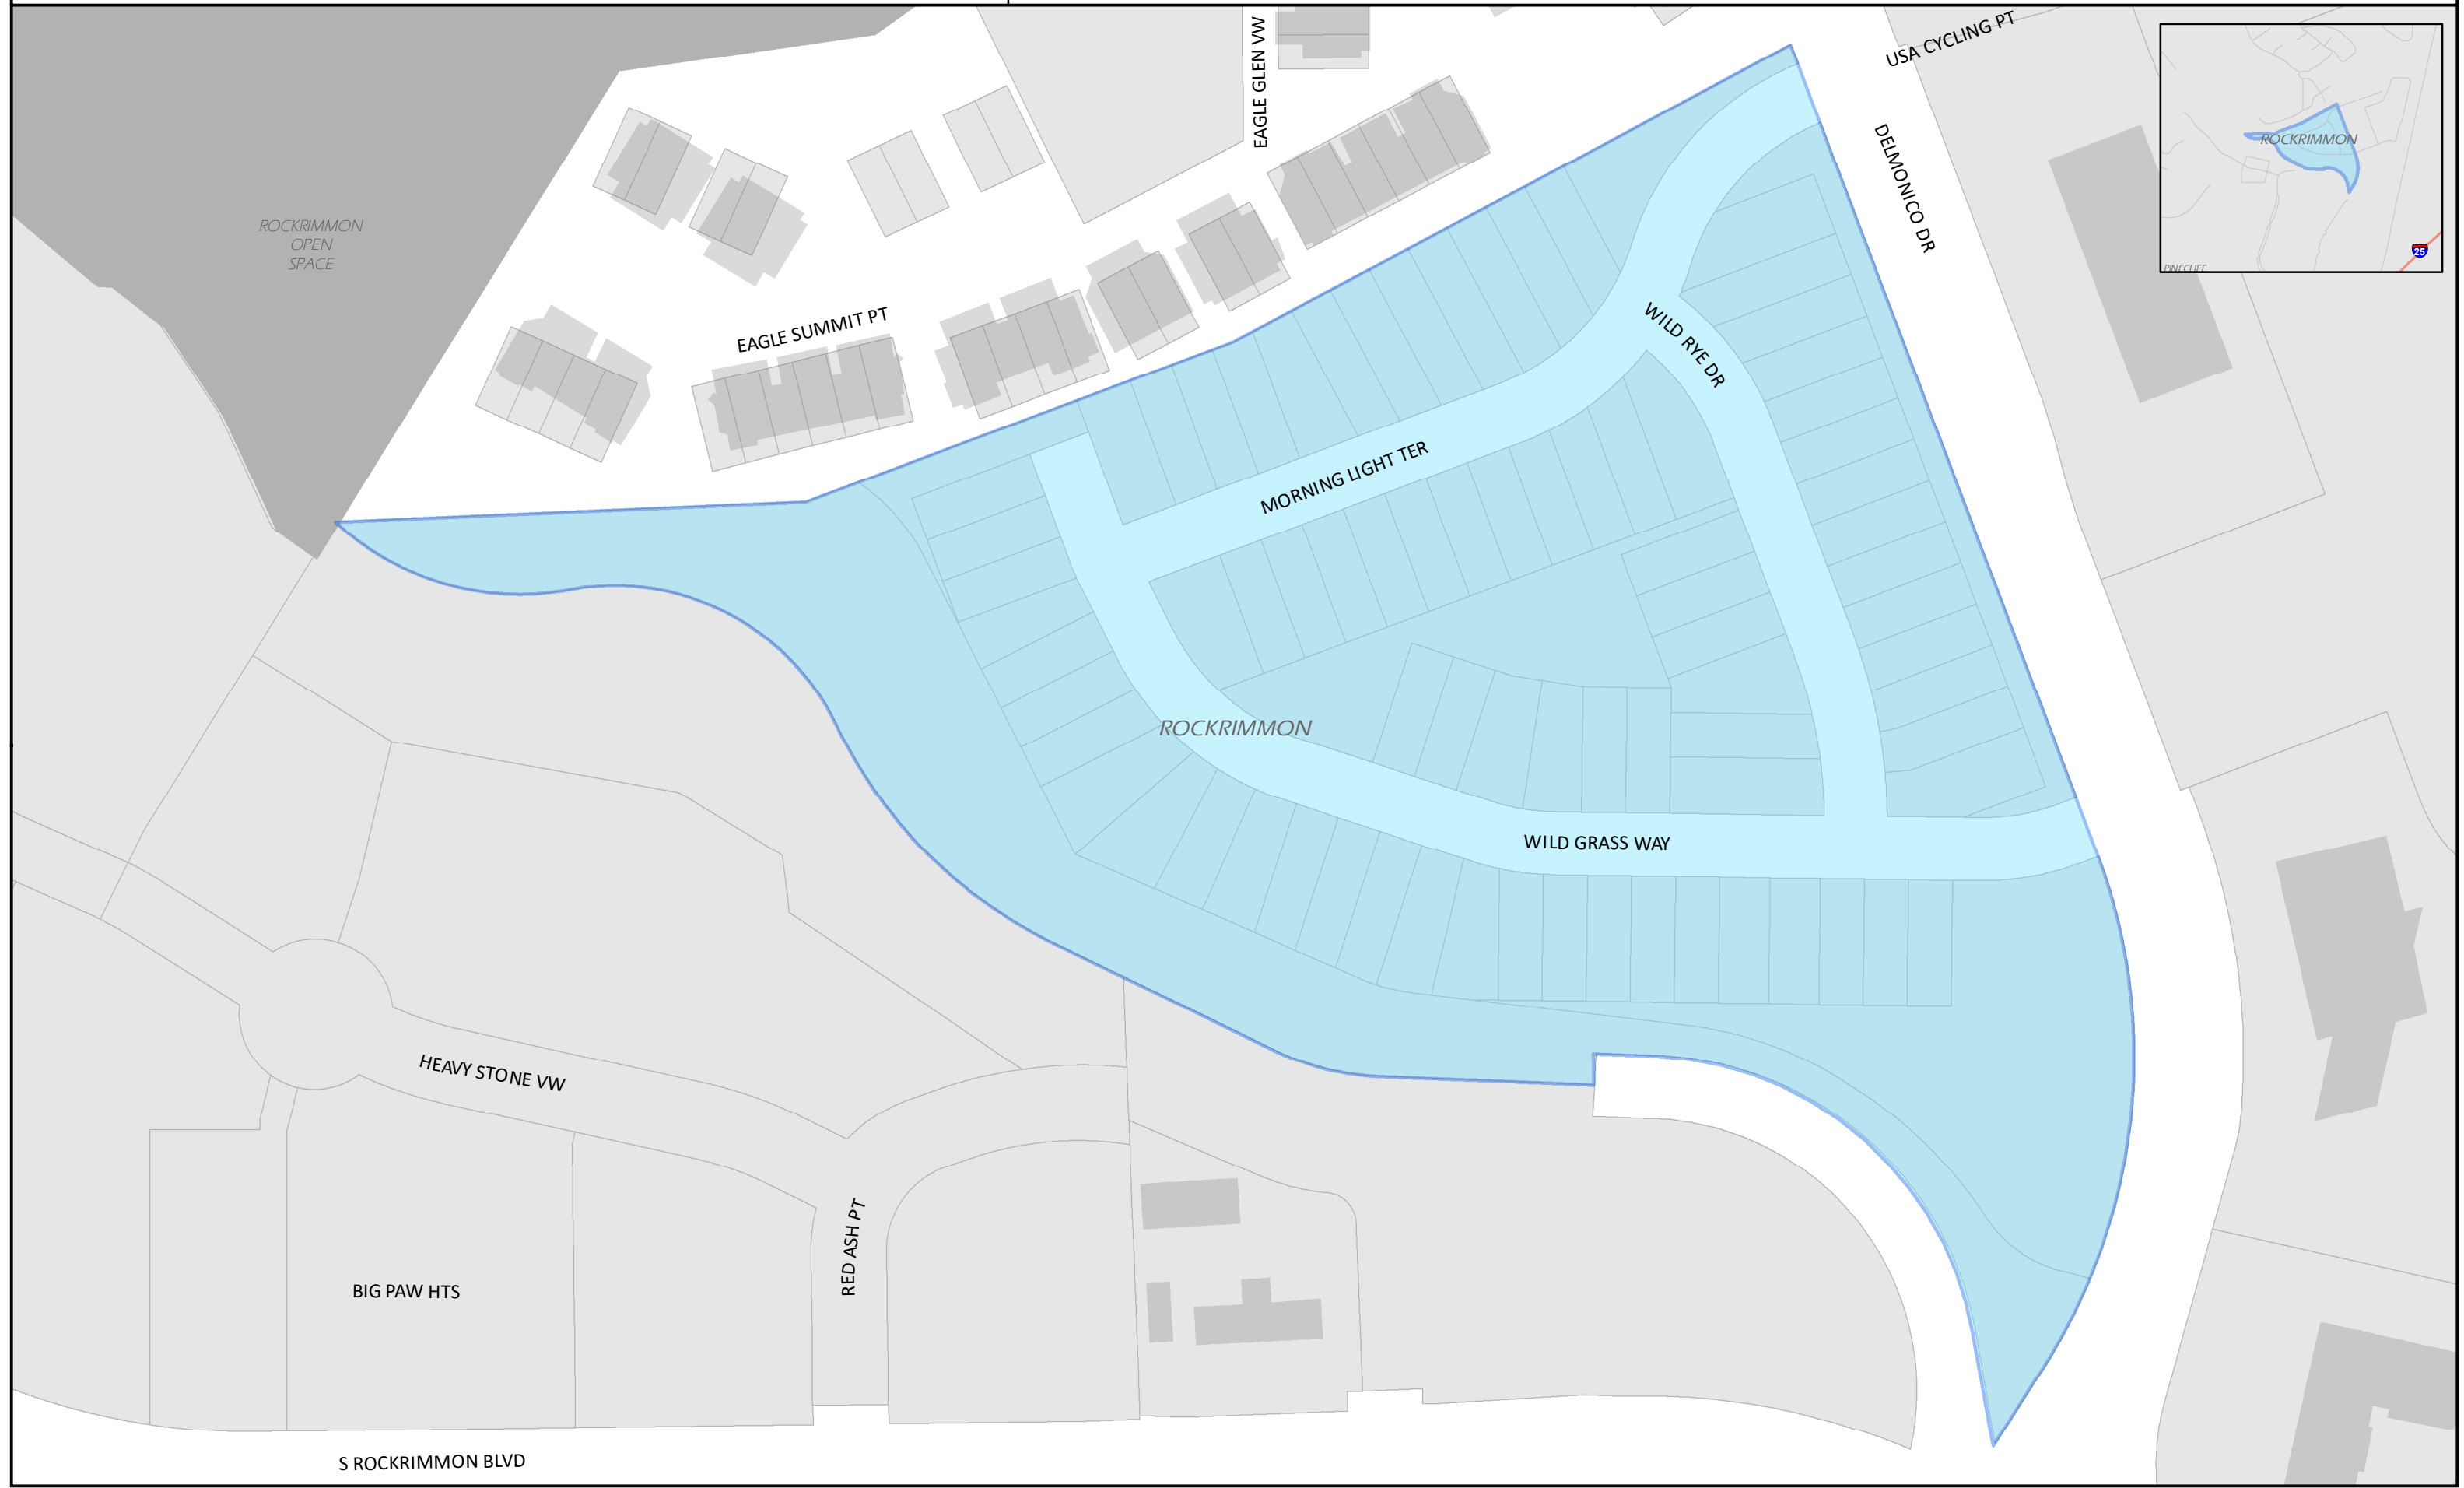 USA CYCLING PT
EAGLE GLEN VW
DELMONICO DR
ROCKRIMMON
ROCKRIMMON
OPEN
SPACE
25
PINECLIFF
EAGLE SUMMIT PT
WILD RYE DR
MORNING LIGHT TER
ROCKRIMMON
WILD GRASS WAY
HEAVY STONE VW
RED ASH PT
BIG PAW HTS
S ROCKRIMMON BLVD